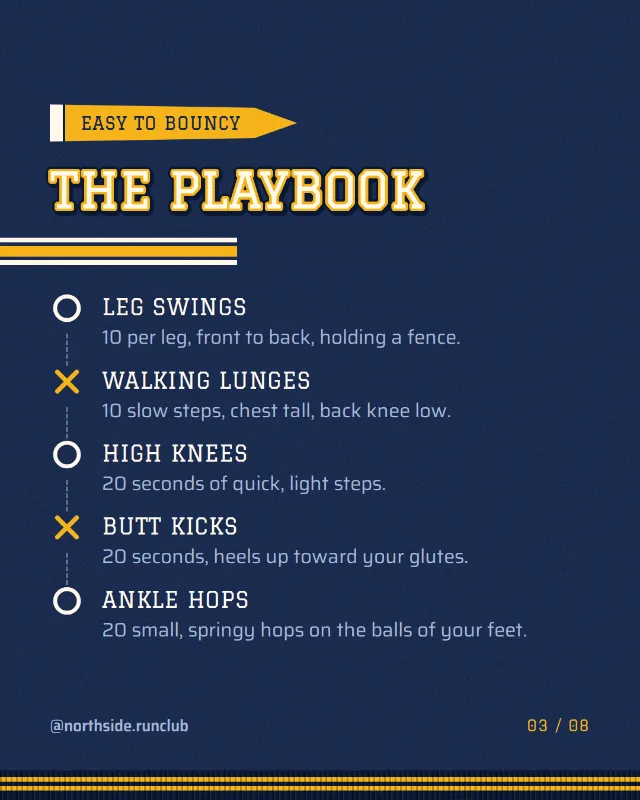 EASY TO BOUNCY
THE PLAYBOOK
LEG SWINGS
10 per leg, front to back, holding a fence.
WALKING LUNGES
10 slow steps, chest tall, back knee low.
HIGH KNEES
20 seconds of quick, light steps.
BUTT KICKS
20 seconds, heels up toward your glutes.
ANKLE HOPS
20 small, springy hops on the balls of your feet.
@northside.runclub
03 / 08